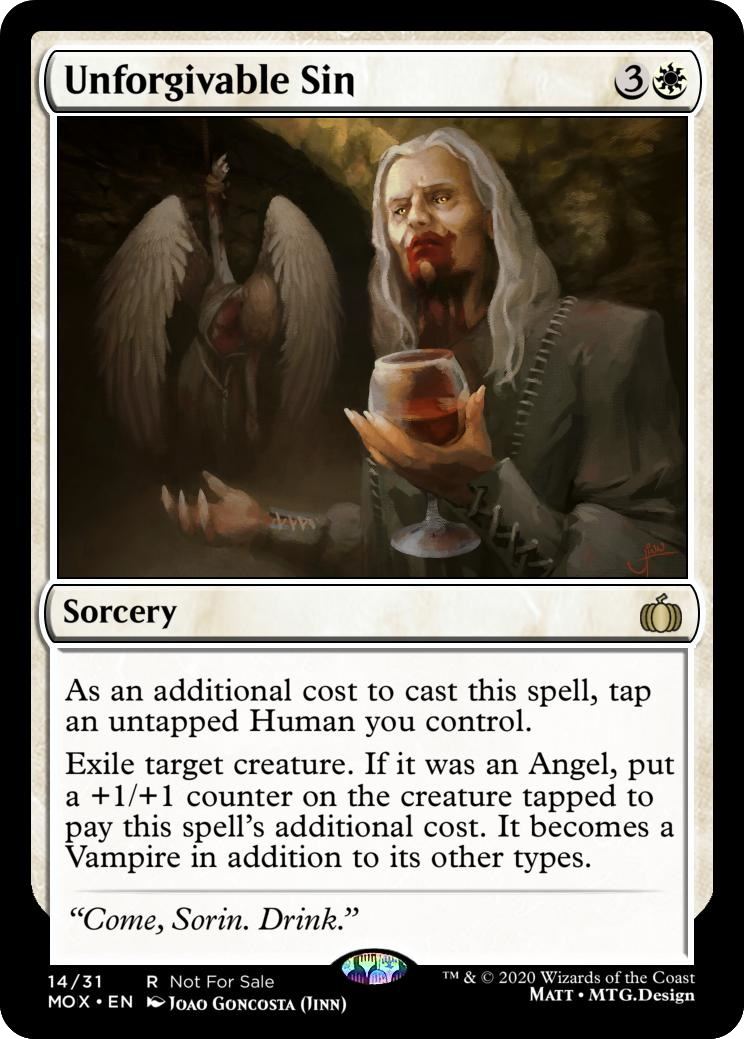 Unforgivable Sin 3
Jinn
Sorcery
As an additional cost to cast this spell, tap
an untapped Human you control.
Exile target creature. If it was an Angel, put
a +1/+1 counter on the creature tapped to
pay this spell's additional cost. It becomes a
Vampire in addition to its other types.
“Come, Sorin. Drink.”
14/31 R Not For Sale ™ & © 2020 Wizards of the Coast
MOX • EN Joao Goncosta (Jinn) Matt • MTG.Design